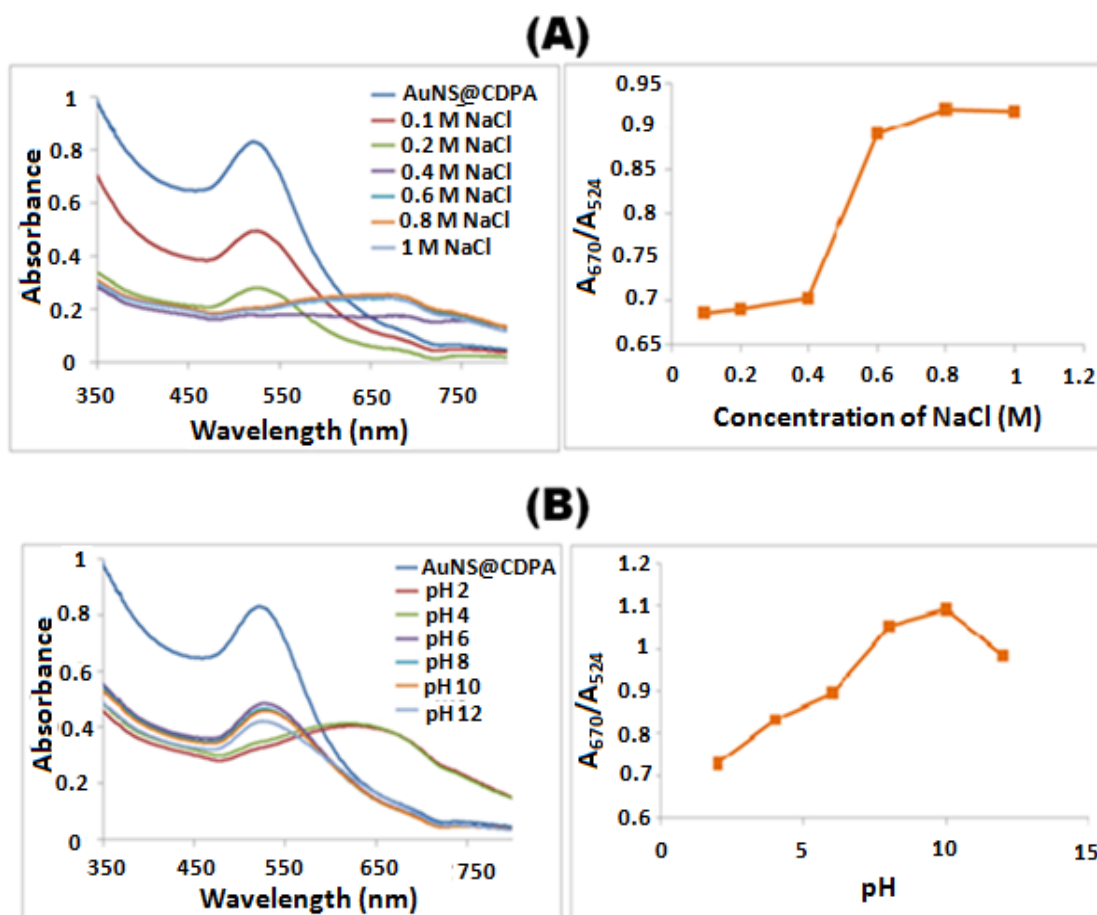 (A)
AuNS@CDPA
0.1 M NaCl
0.2 M NaCl
0.4 M NaCl
0.6 M NaCl
0.8 M NaCl
1 M NaCl
Absorbance
1
0.8
0.6
0.4
0.2
0
350 450 550 650 750
Wavelength (nm)
A670/A524
0.95
0.9
0.85
0.8
0.75
0.7
0.65
0 0.2 0.4 0.6 0.8 1 1.2
Concentration of NaCl (M)
(B)
AuNS@CDPA
pH 2
pH 4
pH 6
pH 8
pH 10
pH 12
Absorbance
1
0.8
0.6
0.4
0.2
0
350 450 550 650 750
Wavelength (nm)
A670/A524
1.2
1.1
1
0.9
0.8
0.7
0.6
0 5 10 15
pH